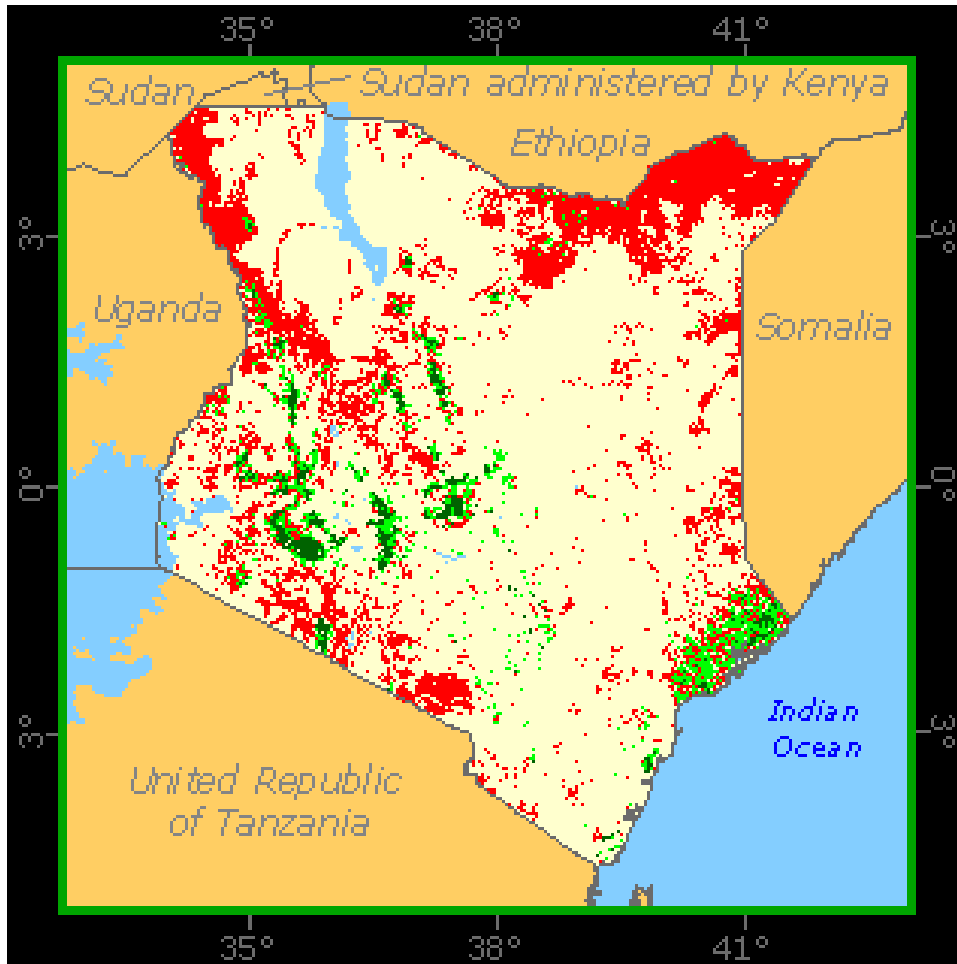 35° 38° 41°
Sudan Sudan administered by Kenya
Ethiopia
3° 3°
Uganda
Somalia
0° 0°
Indian
Ocean
3° 3°
United Republic
of Tanzania
35° 38° 41°